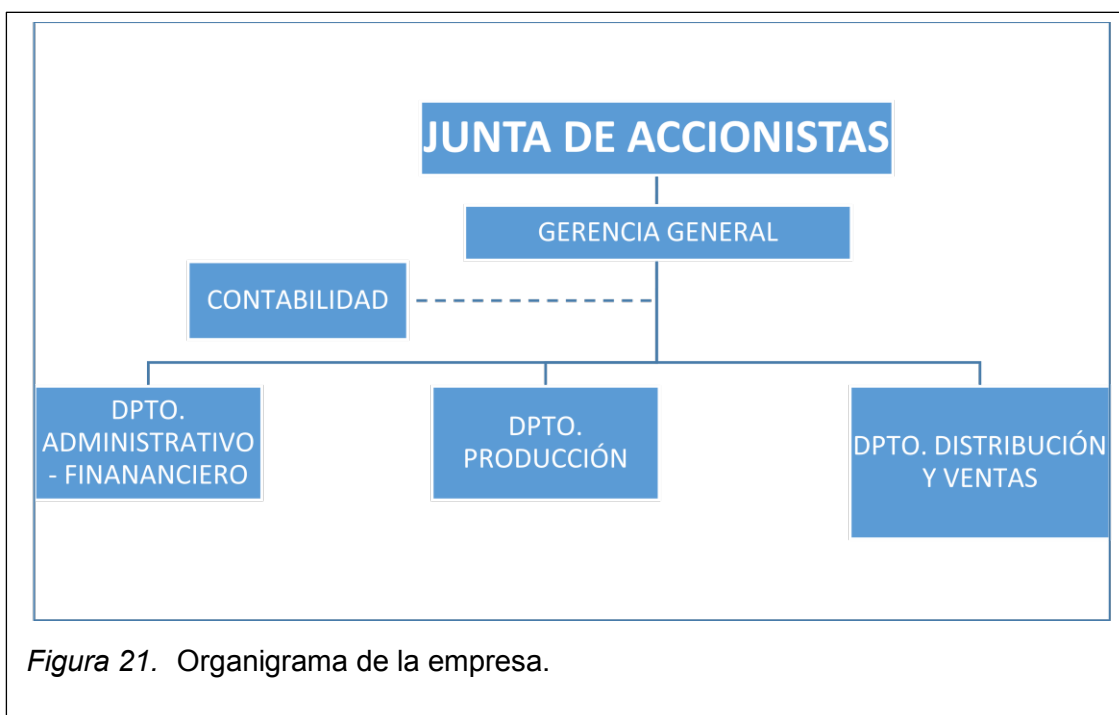 JUNTA DE ACCIONISTAS
GERENCIA GENERAL
CONTABILIDAD
DPTO.
ADMINISTRATIVO
- FINANANCIERO
DPTO.
PRODUCCIÓN
DPTO. DISTRIBUCIÓN
Y VENTAS
Figura 21. Organigrama de la empresa.